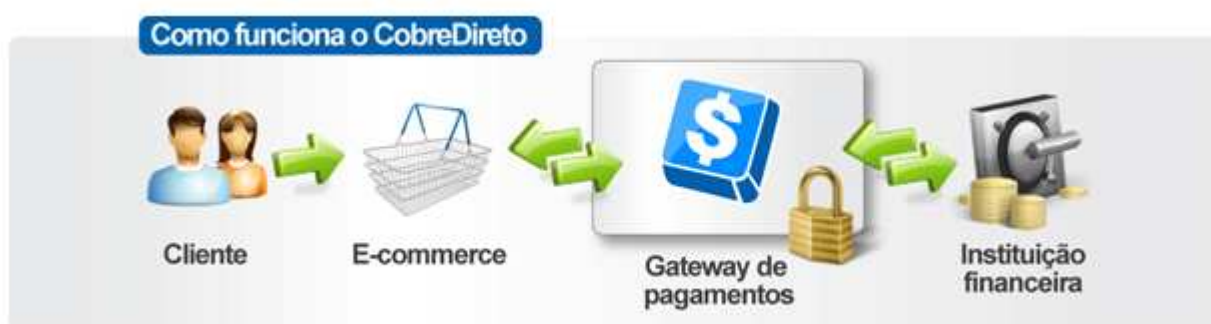 Como funciona o CobreDireto
Cliente
E-commerce
Gateway de
pagamentos
Instituição
financeira